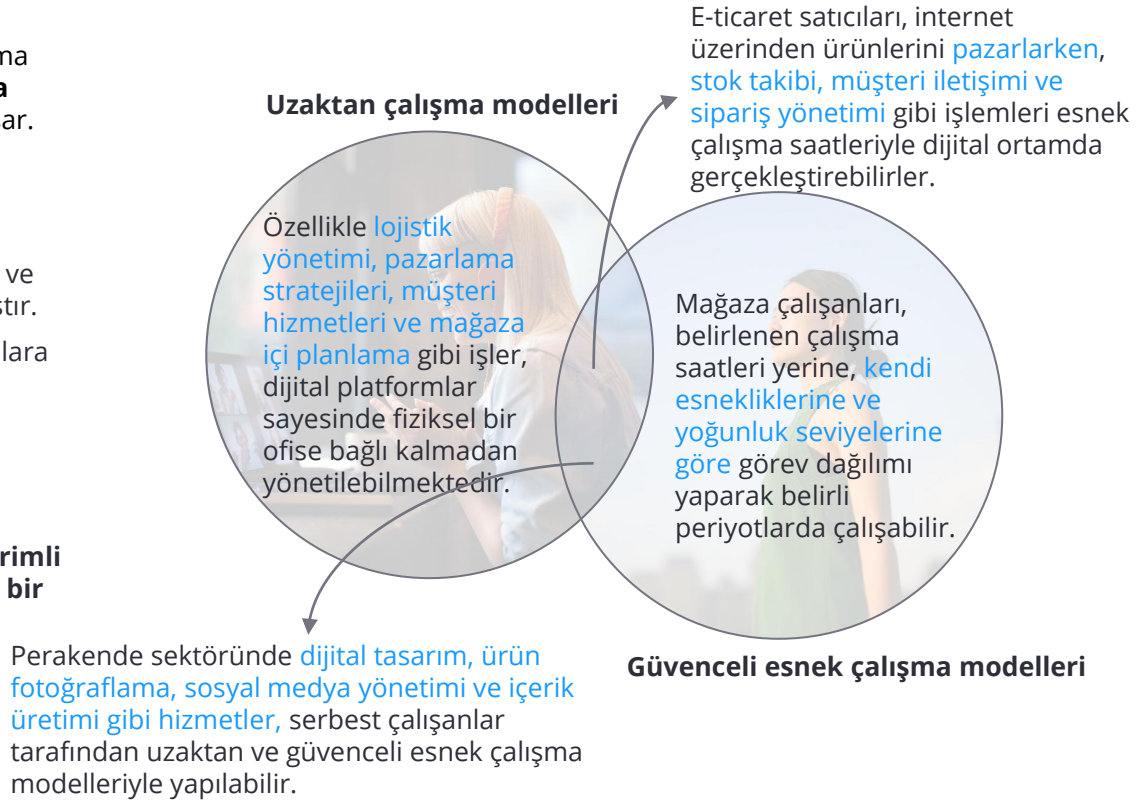 E-ticaret satıcıları, internet
üzerinden ürünlerini pazarlarken,
stok takibi, müşteri iletişimi ve
sipariş yönetimi gibi işlemleri esnek
çalışma saatleriyle dijital ortamda
gerçekleştirebilirler.
Uzaktan çalışma modelleri
Özellikle lojistik
yönetimi, pazarlama
stratejileri, müşteri
hizmetleri ve mağaza
içi planlama gibi işler,
dijital platformlar
sayesinde fiziksel bir
ofise bağlı kalmadan
yönetilebilmektedir.
Mağaza çalışanları,
belirlenen çalışma
saatleri yerine, kendi
esnekliklerine ve
yoğunluk seviyelerine
göre görev dağılımı
yaparak belirli
periyotlarda çalışabilir.
ve
bir
Güvenceli esnek çalışma modelleri
Perakende sektöründe dijital tasarım, ürün
fotoğraflama, sosyal medya yönetimi ve içerik
üretimi gibi hizmetler, serbest çalışanlar
tarafından uzaktan ve güvenceli esnek çalışma
modelleriyle yapılabilir.